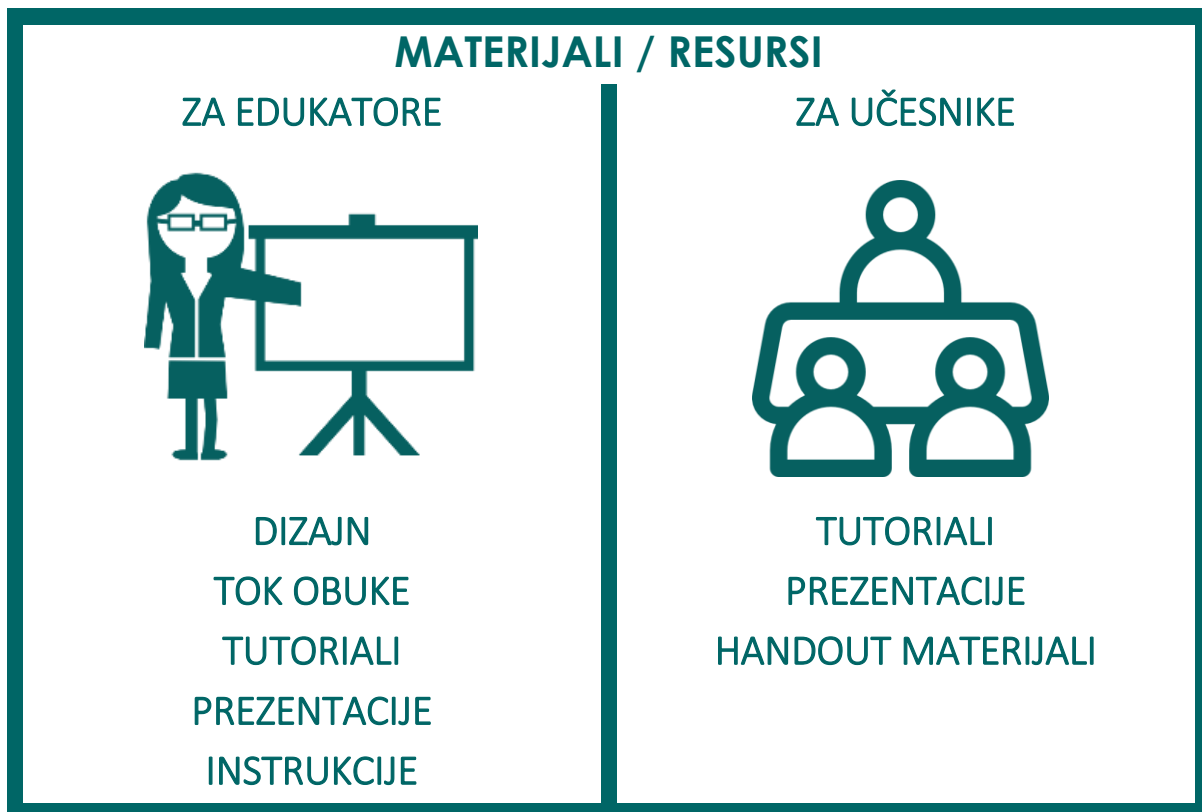 MATERIJALI / RESURSI
ZA EDUKATORE
DIZAJN
TOK OBUKE
TUTORIALI
PREZENTACIJE
INSTRUKCIJE
ZA UČESNIKE
TUTORIALI
PREZENTACIJE
HANDOUT MATERIJALI